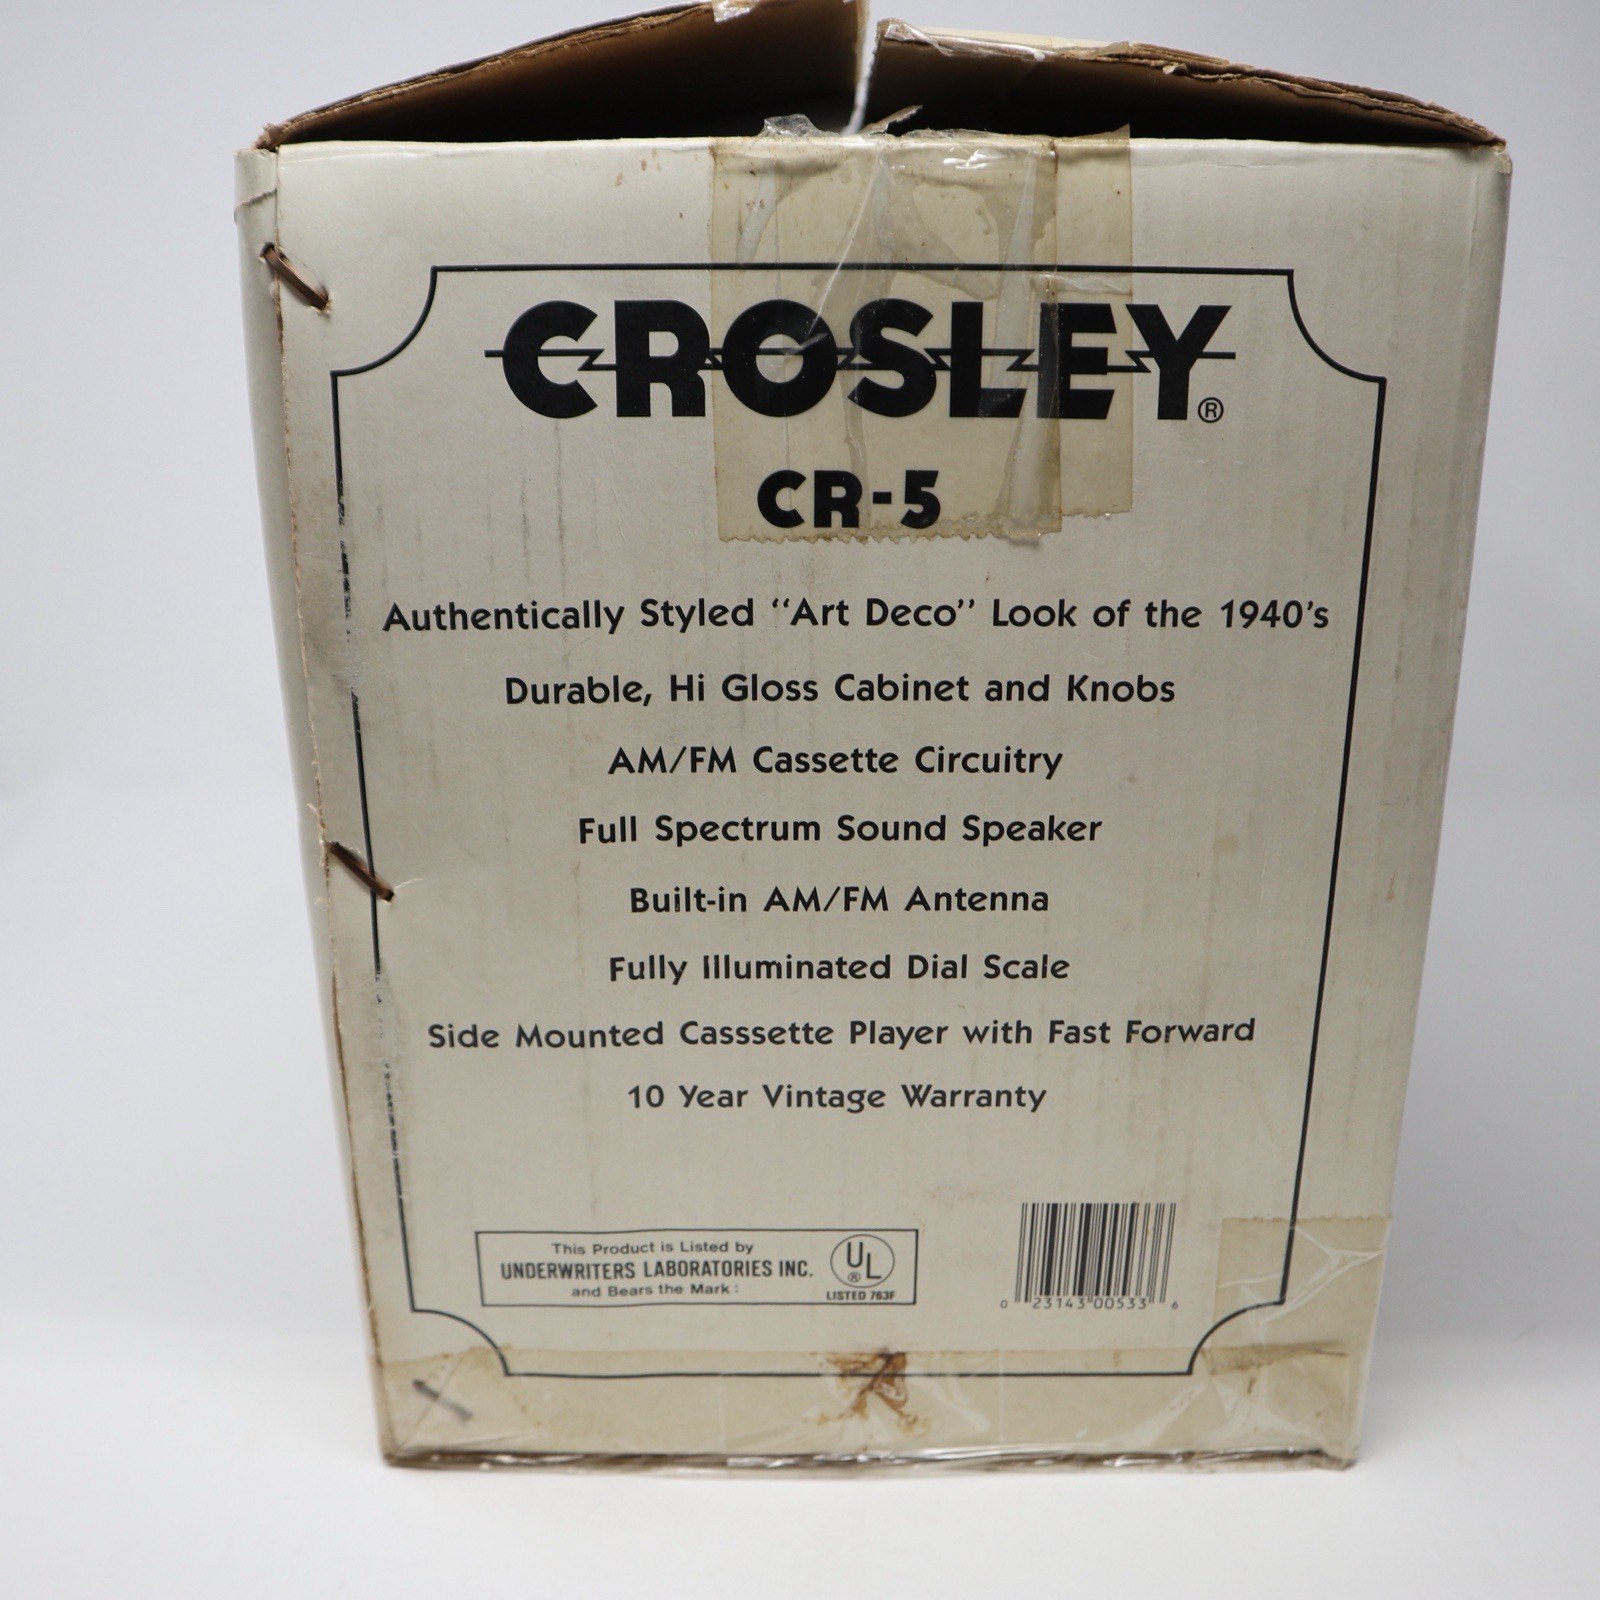 CROSLEY®
CR-5
Authentically Styled “Art Deco” Look of the 1940's
Durable, Hi Gloss Cabinet and Knobs
AM/FM Cassette Circuitry
Full Spectrum Sound Speaker
Built-in AM/FM Antenna
Fully Illuminated Dial Scale
Side Mounted Casssette Player with Fast Forward
10 Year Vintage Warranty
This Product is Listed by
UNDERWRITERS LABORATORIES INC.
and Bears the Mark:
UL®
LISTED 763F
0 23143 00533 6